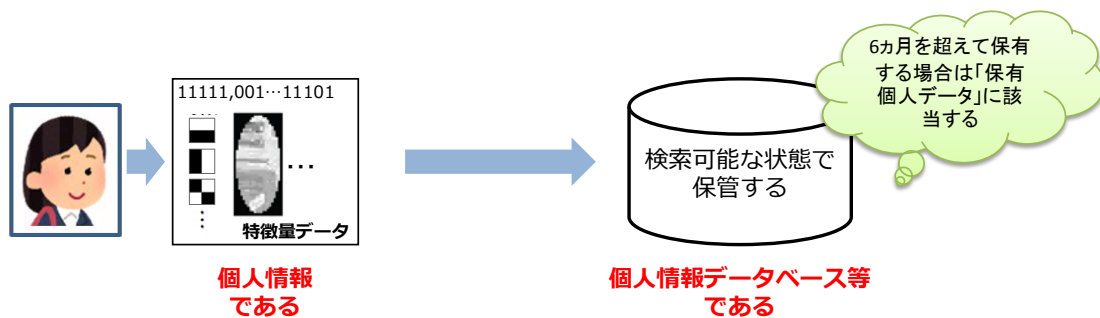 6ヵ月を超えて保有
する場合は「保有
個人データ」に該
当する
11111,001…11101
…
⋮
特徴量データ
検索可能な状態で
保管する
個人情報
である
個人情報データベース等
である